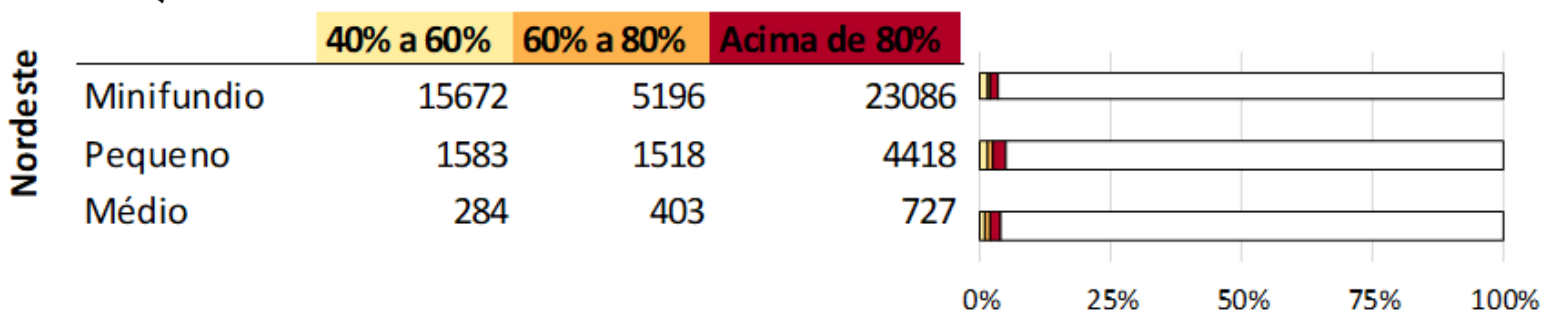 Nordeste
40% a 60% 60% a 80% Acima de 80%
Minifundio 15672 5196 23086
Pequeno 1583 1518 4418
Médio 284 403 727
0% 25% 50% 75% 100%